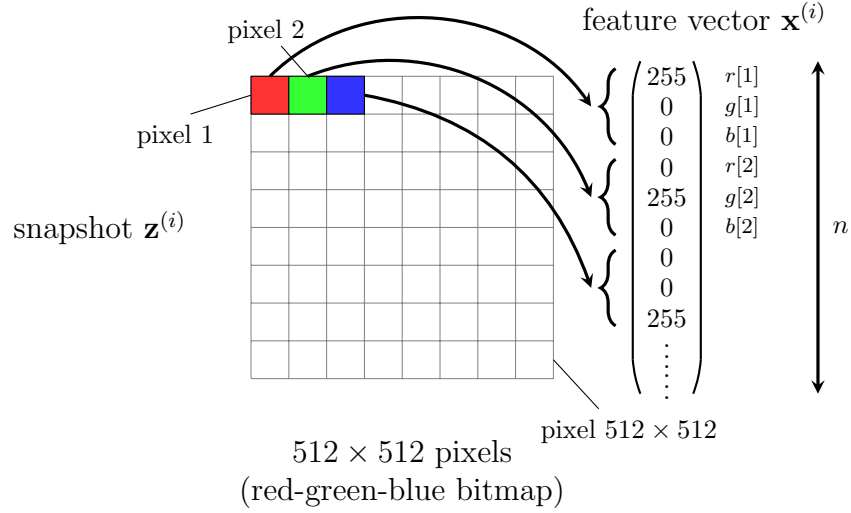 feature vector x^(i)
pixel 2
pixel 1
255 r[1]
0 g[1]
0 b[1]
0 r[2]
255 g[2]
0 b[2]
0
0
255
⋮
snapshot z^(i)
n
pixel 512 × 512
512 × 512 pixels
(red-green-blue bitmap)